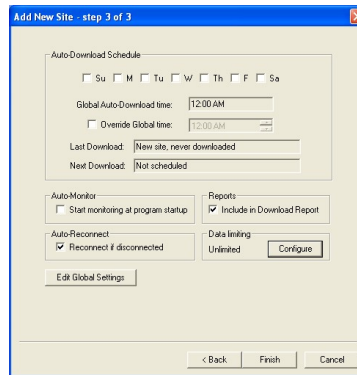 Add New Site - step 3 of 3
Auto-Download Schedule
Su M Tu W Th F Sa
Global Auto-Download time: 12:00 AM
Override Global time: 12:00 AM
Last Download: New site, never downloaded
Next Download: Not scheduled
Auto-Monitor
Start monitoring at program startup
Reports
Include in Download Report
Auto-Reconnect
Reconnect if disconnected
Data limiting
Unlimited Configure
Edit Global Settings
< Back Finish Cancel